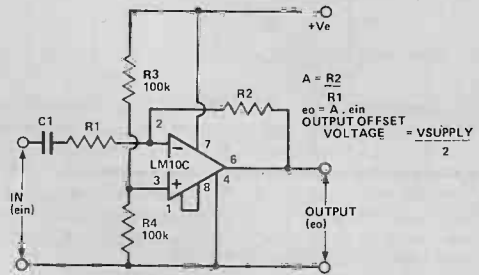 +Ve
R3
100k
A = R2
R1
eo = A . ein
OUTPUT OFFSET
VOLTAGE = VSUPPLY
2
R2
C1
R1
2
7
LM10C
6
3
8
4
1
IN
(ein)
R4
100k
OUTPUT
(eo)